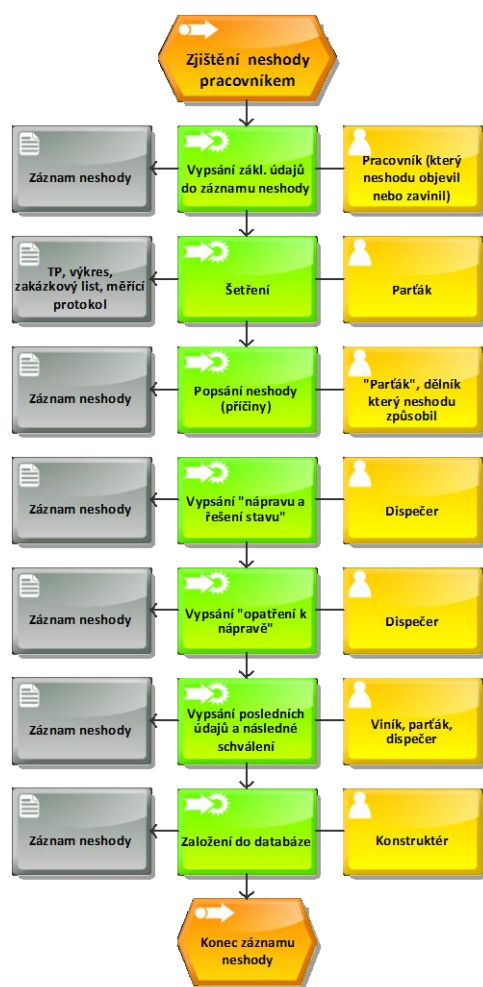 Zjištění neshody
pracovníkem
Záznam neshody
Vypsání zákl. údajů
do záznamu neshody
Pracovník (který
neshodu objevil
nebo zavinil)
TP, výkres,
zakázkový list, měřící
protokol
Šetření
Parťák
Záznam neshody
Popsání neshody
(příčiny)
"Parťák", dělník
který neshodu
způsobil
Záznam neshody
Vypsání "nápravu a
řešení stavu"
Dispečer
Záznam neshody
Vypsání "opatření k
nápravě"
Dispečer
Záznam neshody
Vypsání posledních
údajů a následné
schválení
Viník, parťák,
dispečer
Záznam neshody
Založení do databáze
Konstruktér
Konec záznamu
neshody